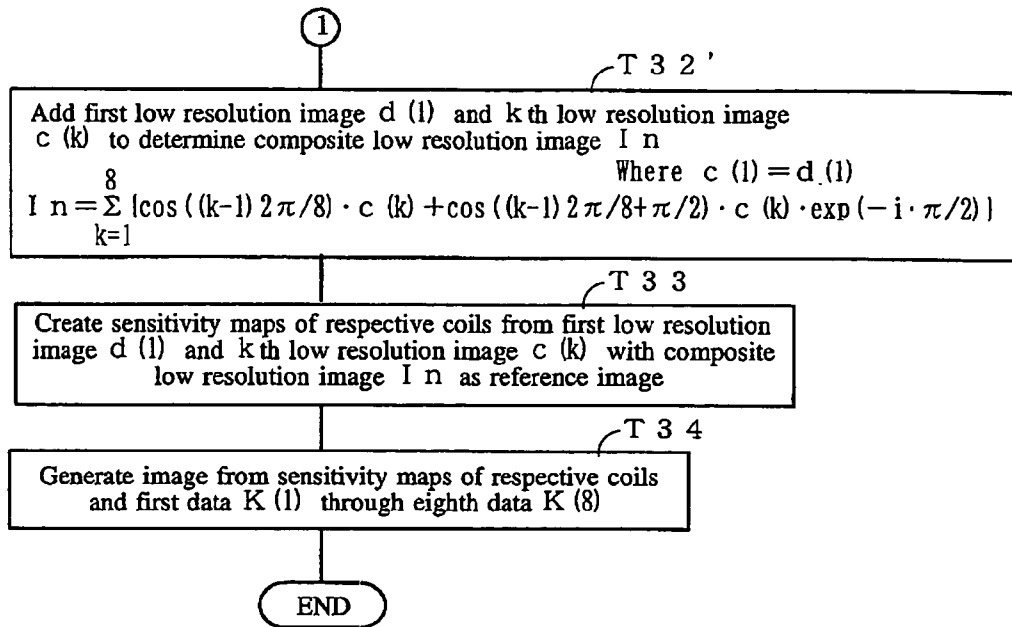 1
T 3 2 '
Add first low resolution image d (1) and k th low resolution image
c (k) to determine composite low resolution image I n
Where c (1) = d.(1)
8
I n = Σ {cos ((k-1) 2π/8) · c (k) + cos ((k-1) 2π/8+π/2) · c (k) · exp (− i · π/2)}
k=1
T 3 3
Create sensitivity maps of respective coils from first low resolution
image d (1) and k th low resolution image c (k) with composite
low resolution image I n as reference image
T 3 4
Generate image from sensitivity maps of respective coils
and first data K (1) through eighth data K (8)
END